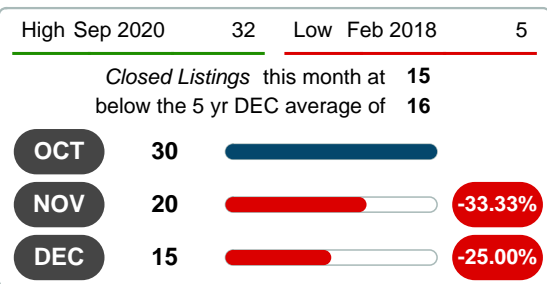 High Sep 2020 32 Low Feb 2018 5
Closed Listings this month at 15
below the 5 yr DEC average of 16
OCT 30
NOV 20 -33.33%
DEC 15 -25.00%